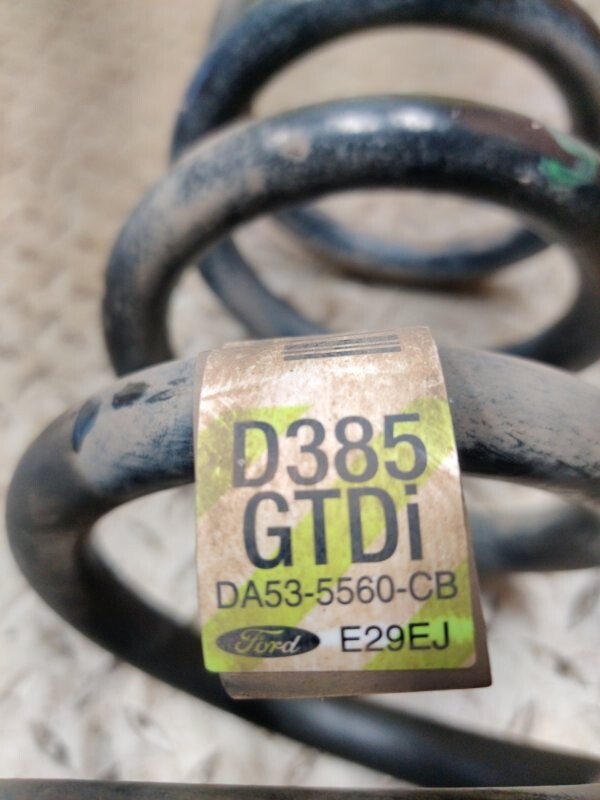 D385
GTDi
DA53-5560-CB
Ford E29EJ